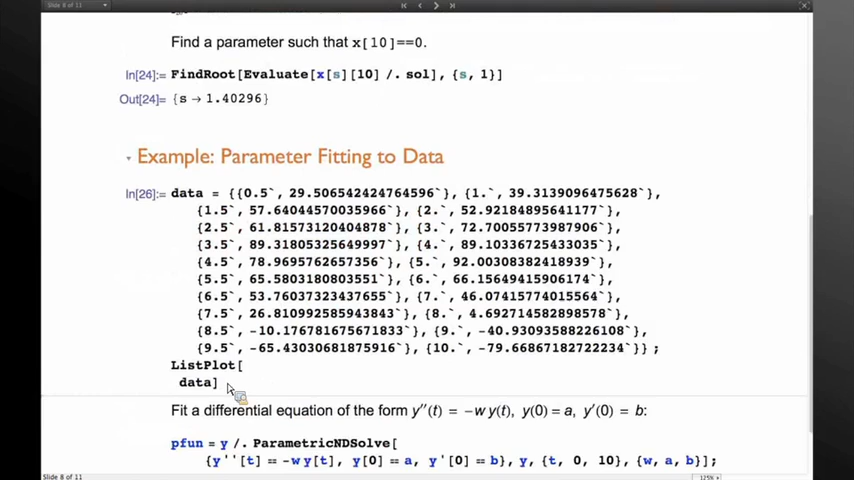 Slide 8 of 11
Find a parameter such that x[10]==0.
In[24]:= FindRoot[Evaluate[x[s][10] /. sol], {s, 1}]
Out[24]= {s → 1.40296}
Example: Parameter Fitting to Data
In[26]:= data = {{0.5`, 29.506542424764596`}, {1.`, 39.3139096475628`},
{1.5`, 57.64044570035966`}, {2.`, 52.92184895641177`},
{2.5`, 61.81573120404878`}, {3.`, 72.70055773987906`},
{3.5`, 89.31805325649997`}, {4.`, 89.10336725433035`},
{4.5`, 78.9695762657356`}, {5.`, 92.00308382418939`},
{5.5`, 65.5803180803551`}, {6.`, 66.15649415906174`},
{6.5`, 53.76037323437655`}, {7.`, 46.07415774015564`},
{7.5`, 26.810992585943843`}, {8.`, 4.692714582898578`},
{8.5`, -10.176781675671833`}, {9.`, -40.93093588226108`},
{9.5`, -65.43030681875916`}, {10.`, -79.66867182722234`}};
ListPlot[
data]
Fit a differential equation of the form y′′(t) = −w y(t), y(0) = a, y′(0) = b:
pfun = y /. ParametricNDSolve[
{y''[t] == -w y[t], y[0] == a, y'[0] == b}, y, {t, 0, 10}, {w, a, b}];
Slide 8 of 11
125%